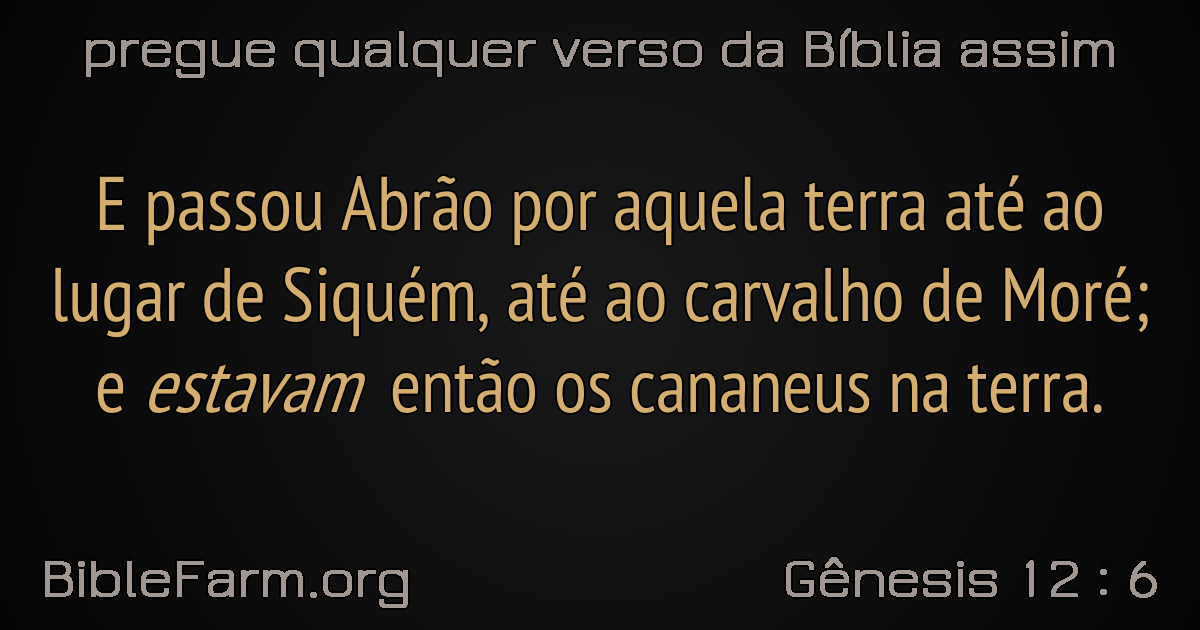 pregue qualquer verso da Bíblia assim
E passou Abrão por aquela terra até ao
lugar de Siquém, até ao carvalho de Moré;
e estavam então os cananeus na terra.
BibleFarm.org
Gênesis 12 : 6